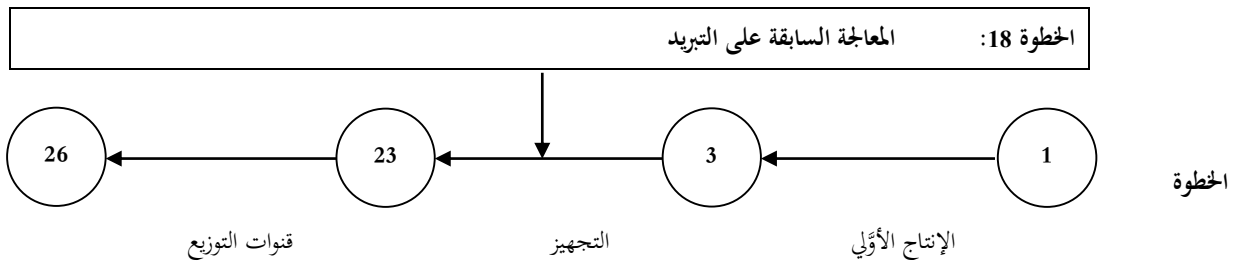 الخطوة 18: المعالجة السابقة على التبريد
الخطوة 1 3 23 26
الإنتاج الأوَّلي التجهيز قنوات التوزيع